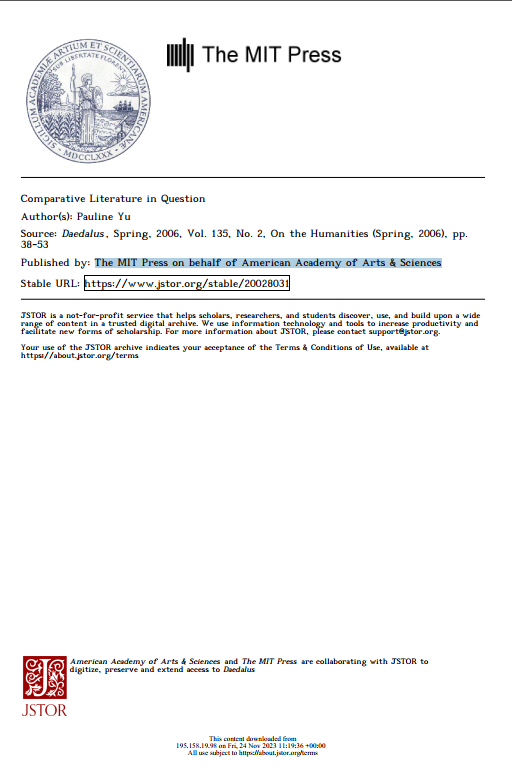 SIGILLUM ACADEMIAE ARTIUM ET SCIENTIARUM AMERICANAE
SUB LIBERTATE FLORENT
MDCCLXXX
The MIT Press
Comparative Literature in Question
Author(s): Pauline Yu
Source: Daedalus, Spring, 2006, Vol. 135, No. 2, On the Humanities (Spring, 2006), pp.
38-53
Published by: The MIT Press on behalf of American Academy of Arts & Sciences
Stable URL: https://www.jstor.org/stable/20028031
JSTOR is a not-for-profit service that helps scholars, researchers, and students discover, use, and build upon a wide
range of content in a trusted digital archive. We use information technology and tools to increase productivity and
facilitate new forms of scholarship. For more information about JSTOR, please contact support@jstor.org.
Your use of the JSTOR archive indicates your acceptance of the Terms & Conditions of Use, available at
https://about.jstor.org/terms
American Academy of Arts & Sciences and The MIT Press are collaborating with JSTOR to
digitize, preserve and extend access to Daedalus
JSTOR
This content downloaded from
195.158.19.98 on Fri, 24 Nov 2023 11:19:36 +00:00
All use subject to https://about.jstor.org/terms